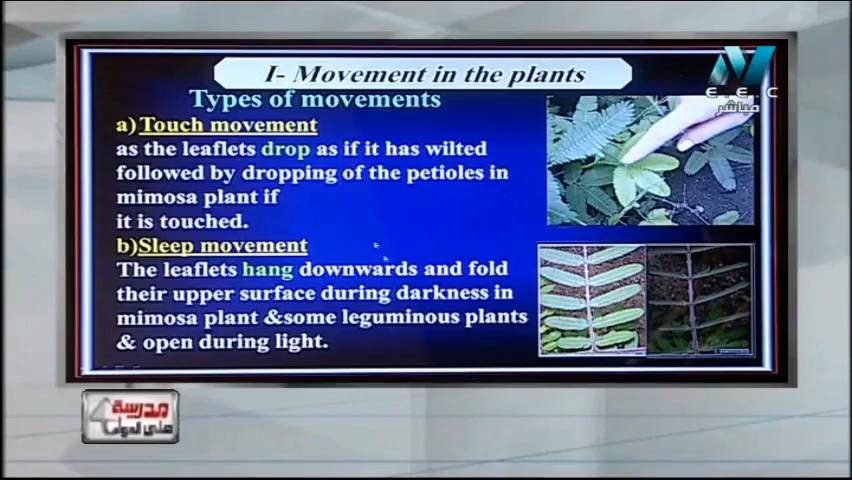 I- Movement in the plants
Types of movements
a) Touch movement
as the leaflets drop as if it has wilted
followed by dropping of the petioles in
mimosa plant if
it is touched.
b)Sleep movement
The leaflets hang downwards and fold
their upper surface during darkness in
mimosa plant &some leguminous plants
& open during light.
E. E. C
مباشر
مدرسة
على الهواء